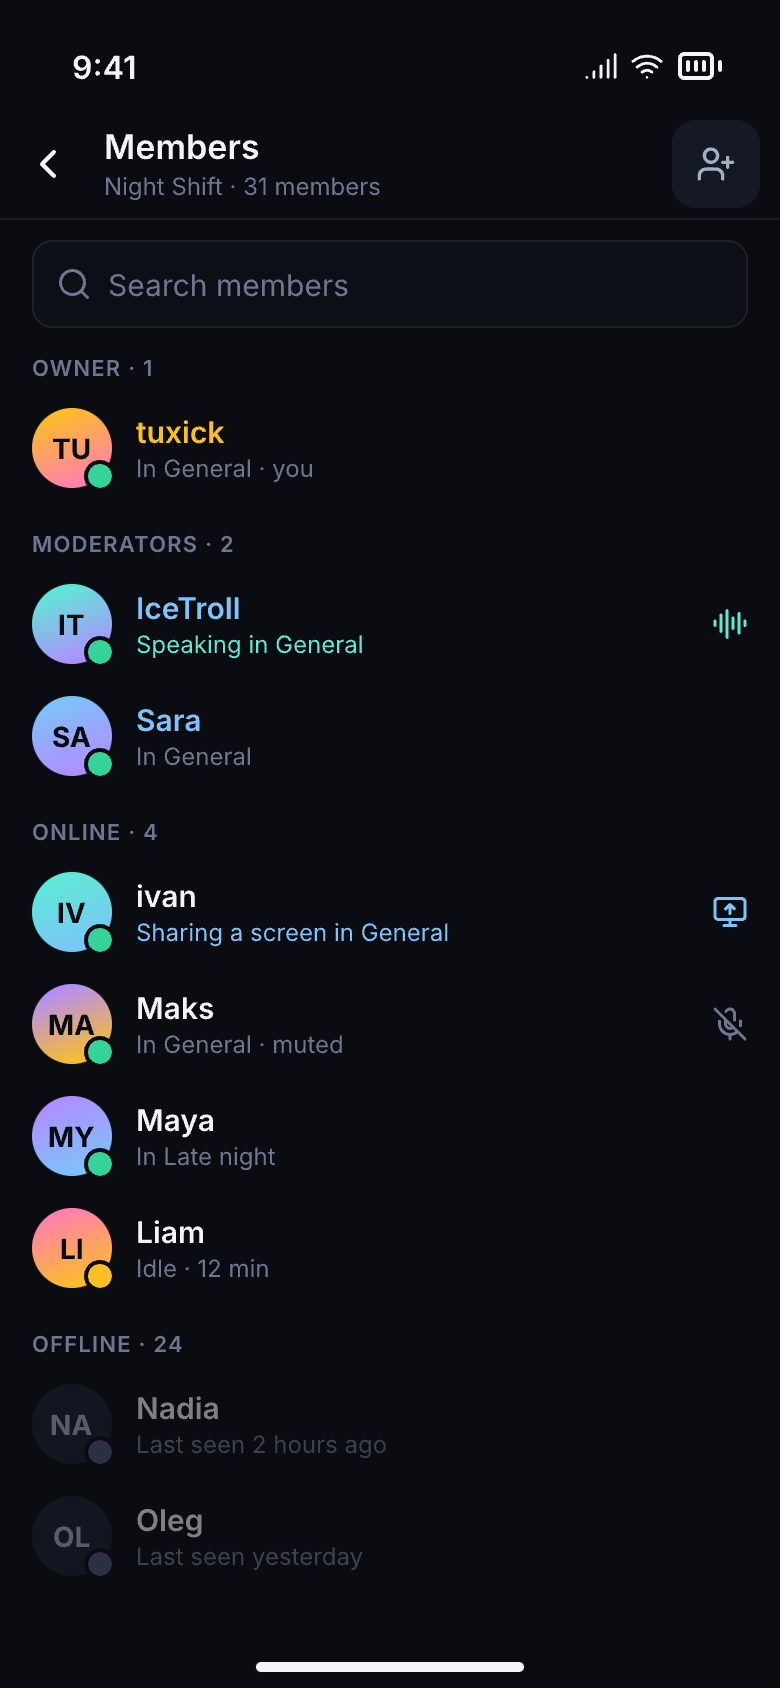 9:41
Members
Night Shift · 31 members
Search members
OWNER · 1
TU
tuxick
In General · you
MODERATORS · 2
IT
IceTroll
Speaking in General
SA
Sara
In General
ONLINE · 4
IV
ivan
Sharing a screen in General
MA
Maks
In General · muted
MY
Maya
In Late night
LI
Liam
Idle · 12 min
OFFLINE · 24
NA
Nadia
Last seen 2 hours ago
OL
Oleg
Last seen yesterday